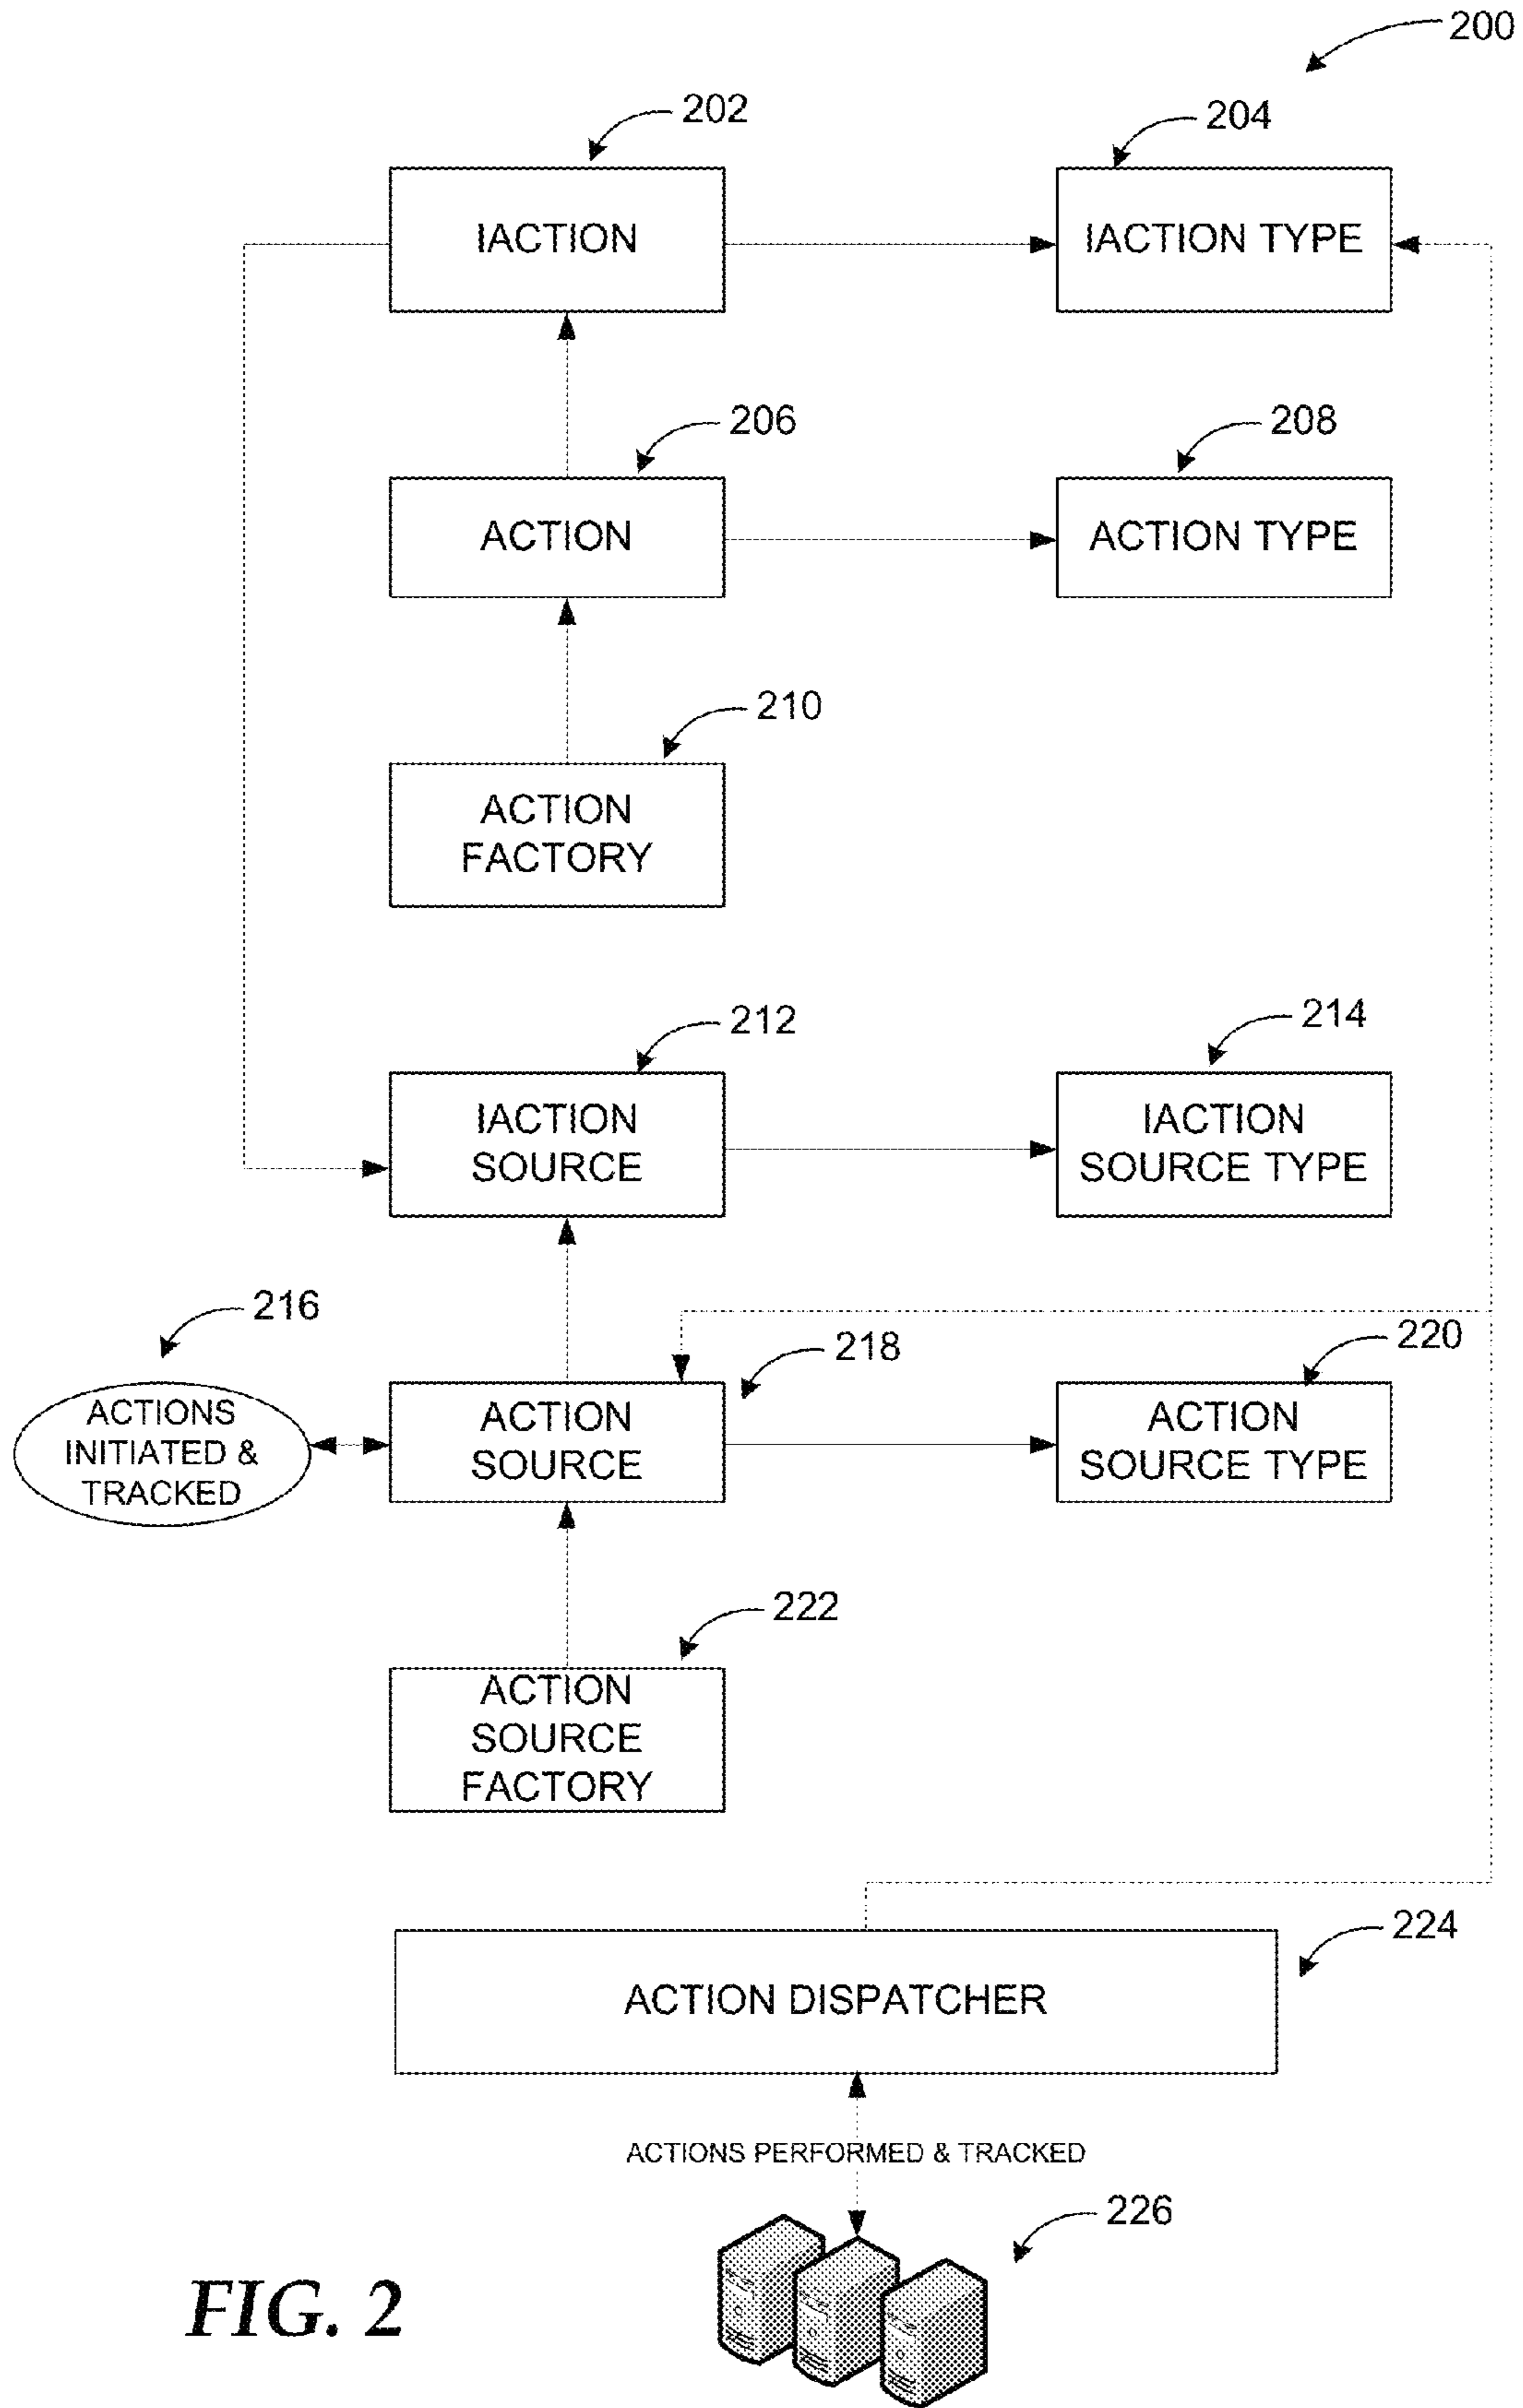 200
202
204
IACTION
IACTION TYPE
206
208
ACTION
ACTION TYPE
210
ACTION
FACTORY
212
214
IACTION
SOURCE
IACTION
SOURCE TYPE
216
218
220
ACTIONS
INITIATED &
TRACKED
ACTION
SOURCE
ACTION
SOURCE TYPE
222
ACTION
SOURCE
FACTORY
224
ACTION DISPATCHER
ACTIONS PERFORMED & TRACKED
226
FIG. 2